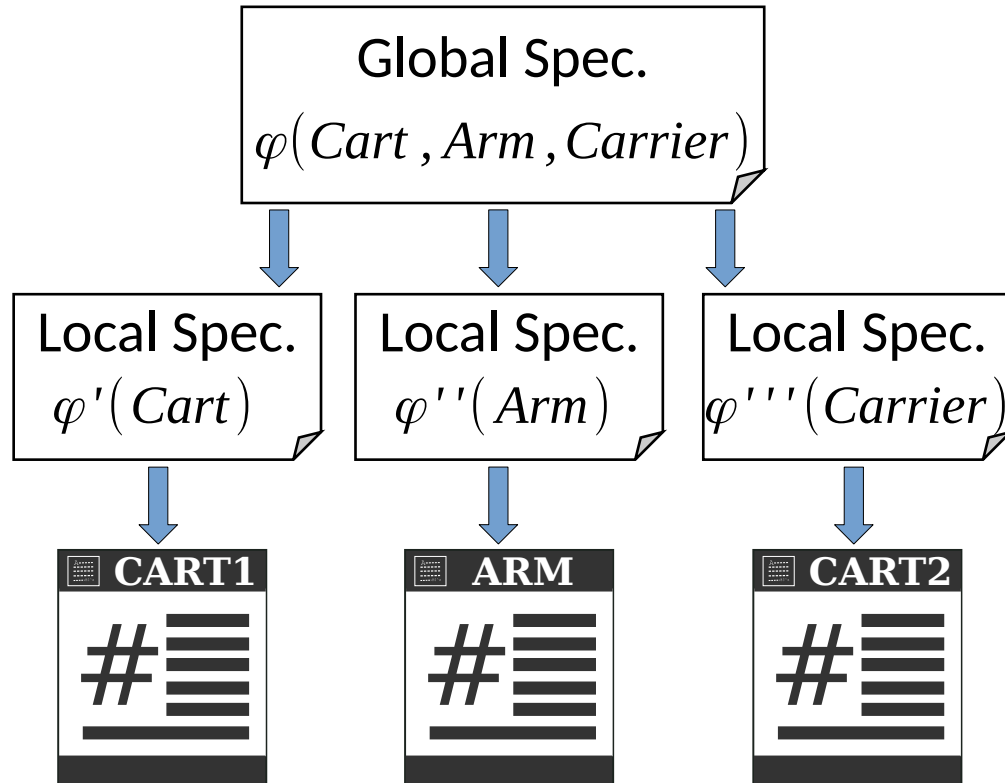 Global Spec.
φ(Cart , Arm , Carrier)
Local Spec.
φ'(Cart)
Local Spec.
φ''(Arm)
Local Spec.
φ'''(Carrier)
CART1
#
ARM
#
CART2
#